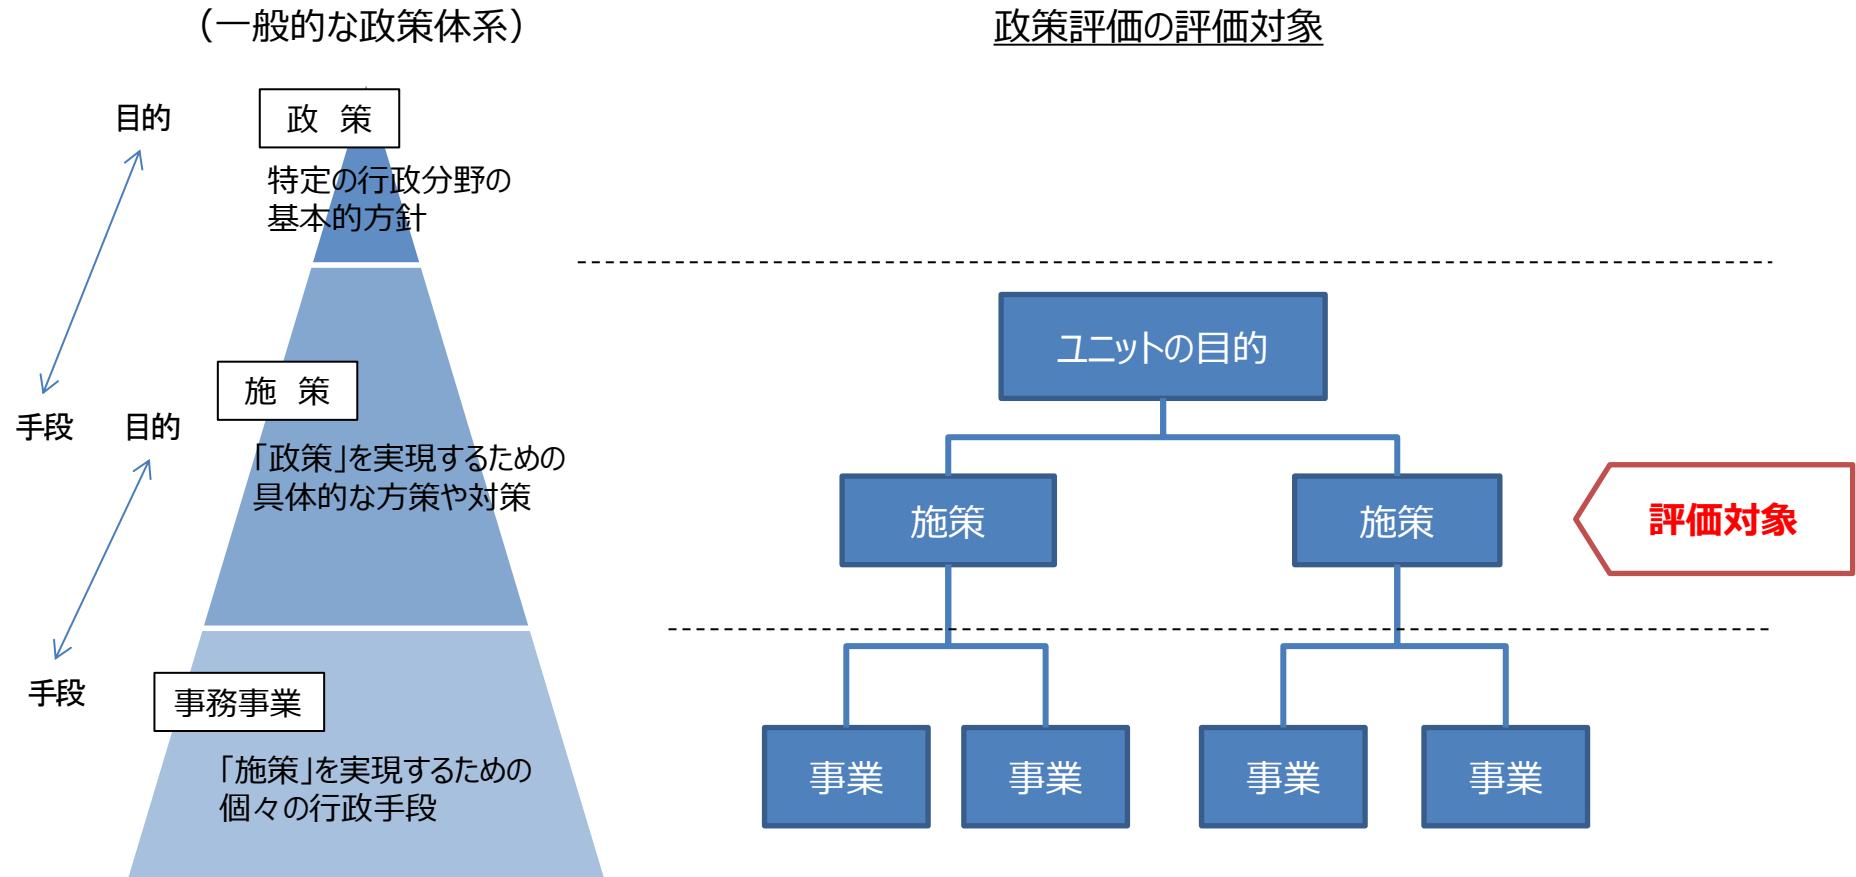 （一般的な政策体系）
政策評価の評価対象
目的
政　策
特定の行政分野の
基本的方針
ユニットの目的
施　策
手段
目的
「政策」を実現するための
具体的な方策や対策
施策
施策
評価対象
手段
事務事業
「施策」を実現するための
個々の行政手段
事業
事業
事業
事業